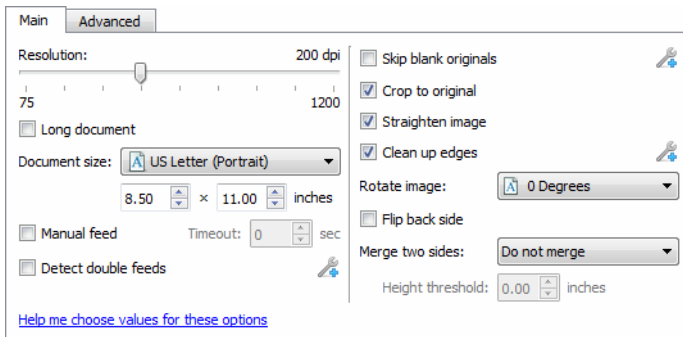 Main
Advanced
Resolution: 200 dpi
75 1200
Long document
Document size: US Letter (Portrait)
8.50 × 11.00 inches
Manual feed Timeout: 0 sec
Detect double feeds
Help me choose values for these options
Skip blank originals
Crop to original
Straighten image
Clean up edges
Rotate image: 0 Degrees
Flip back side
Merge two sides: Do not merge
Height threshold: 0.00 inches